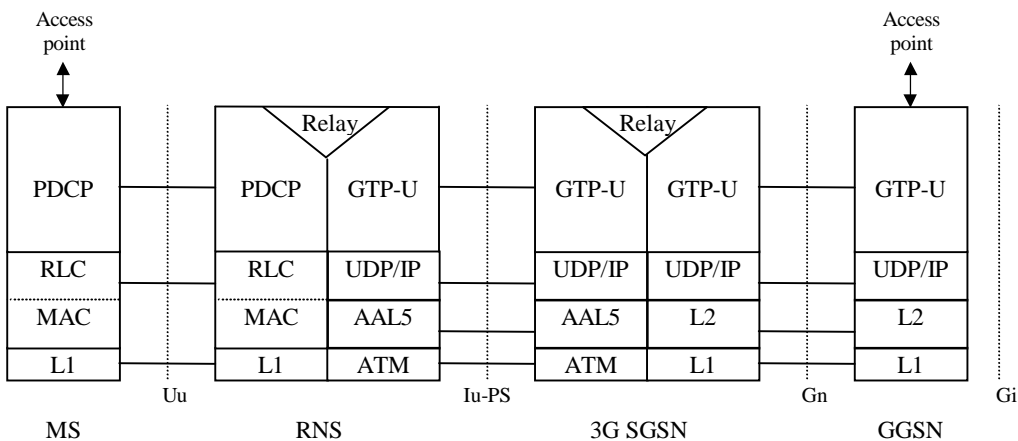 Access
point
Access
point
Relay
Relay
PDCP
PDCP
GTP-U
GTP-U
GTP-U
GTP-U
RLC
RLC
UDP/IP
UDP/IP
UDP/IP
UDP/IP
MAC
MAC
AAL5
AAL5
L2
L2
L1
L1
ATM
ATM
L1
L1
Uu
Iu-PS
Gn
Gi
MS
RNS
3G SGSN
GGSN